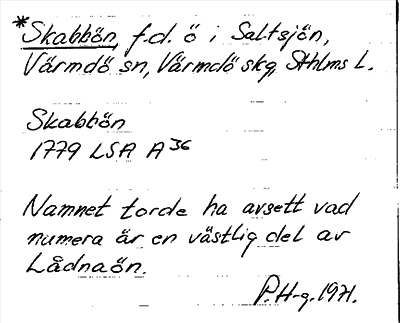 *Skabbön, f.d. ö i Saltsjön,
Värmdö sn, Värmdö skg, Sthlms L.
Skabbön
1779 LSA A 36
Namnet torde ha avsett vad
numera är en västlig del av
Lådnaön.
P.H-g. 1971.